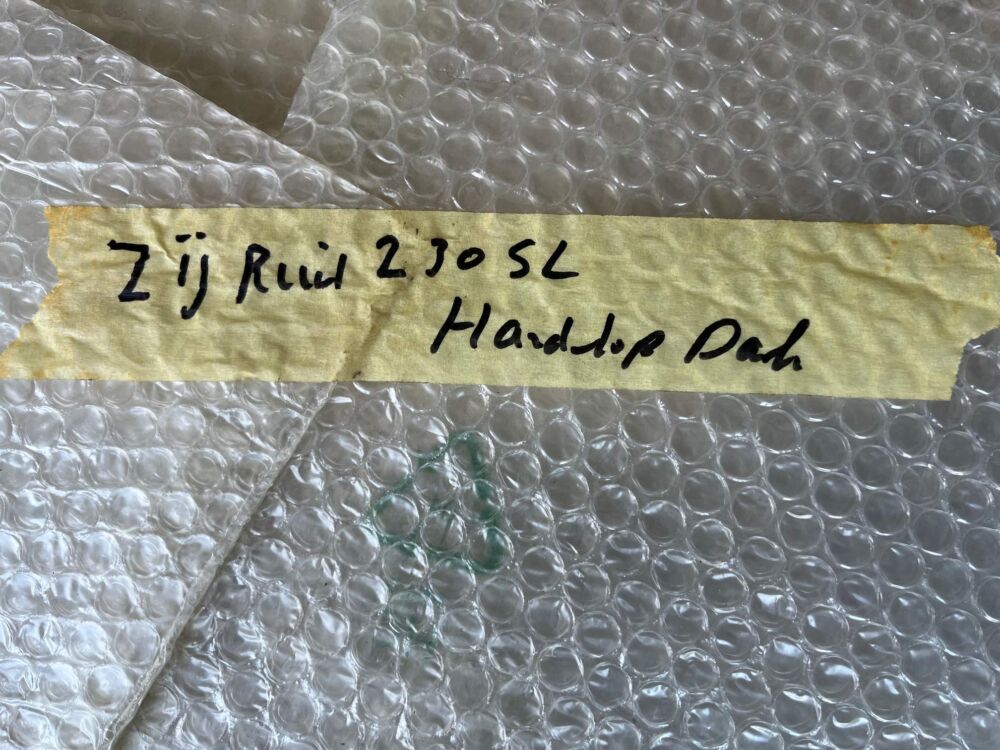 Zij Ruit 230 SL
Hardtop Dak